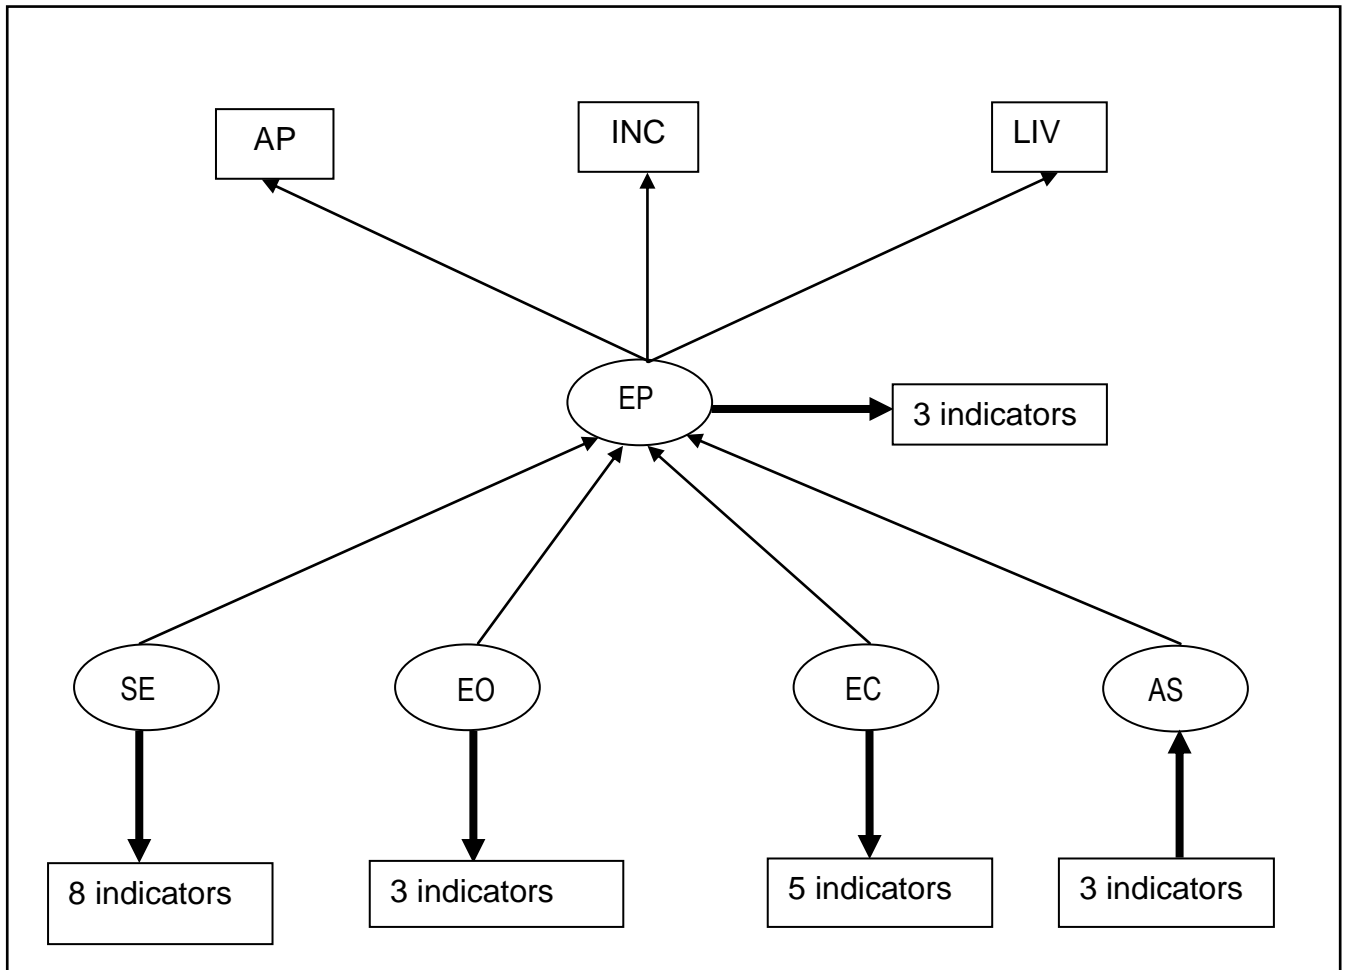 AP
INC
LIV
EP
3 indicators
SE
EO
EC
AS
8 indicators
3 indicators
5 indicators
3 indicators